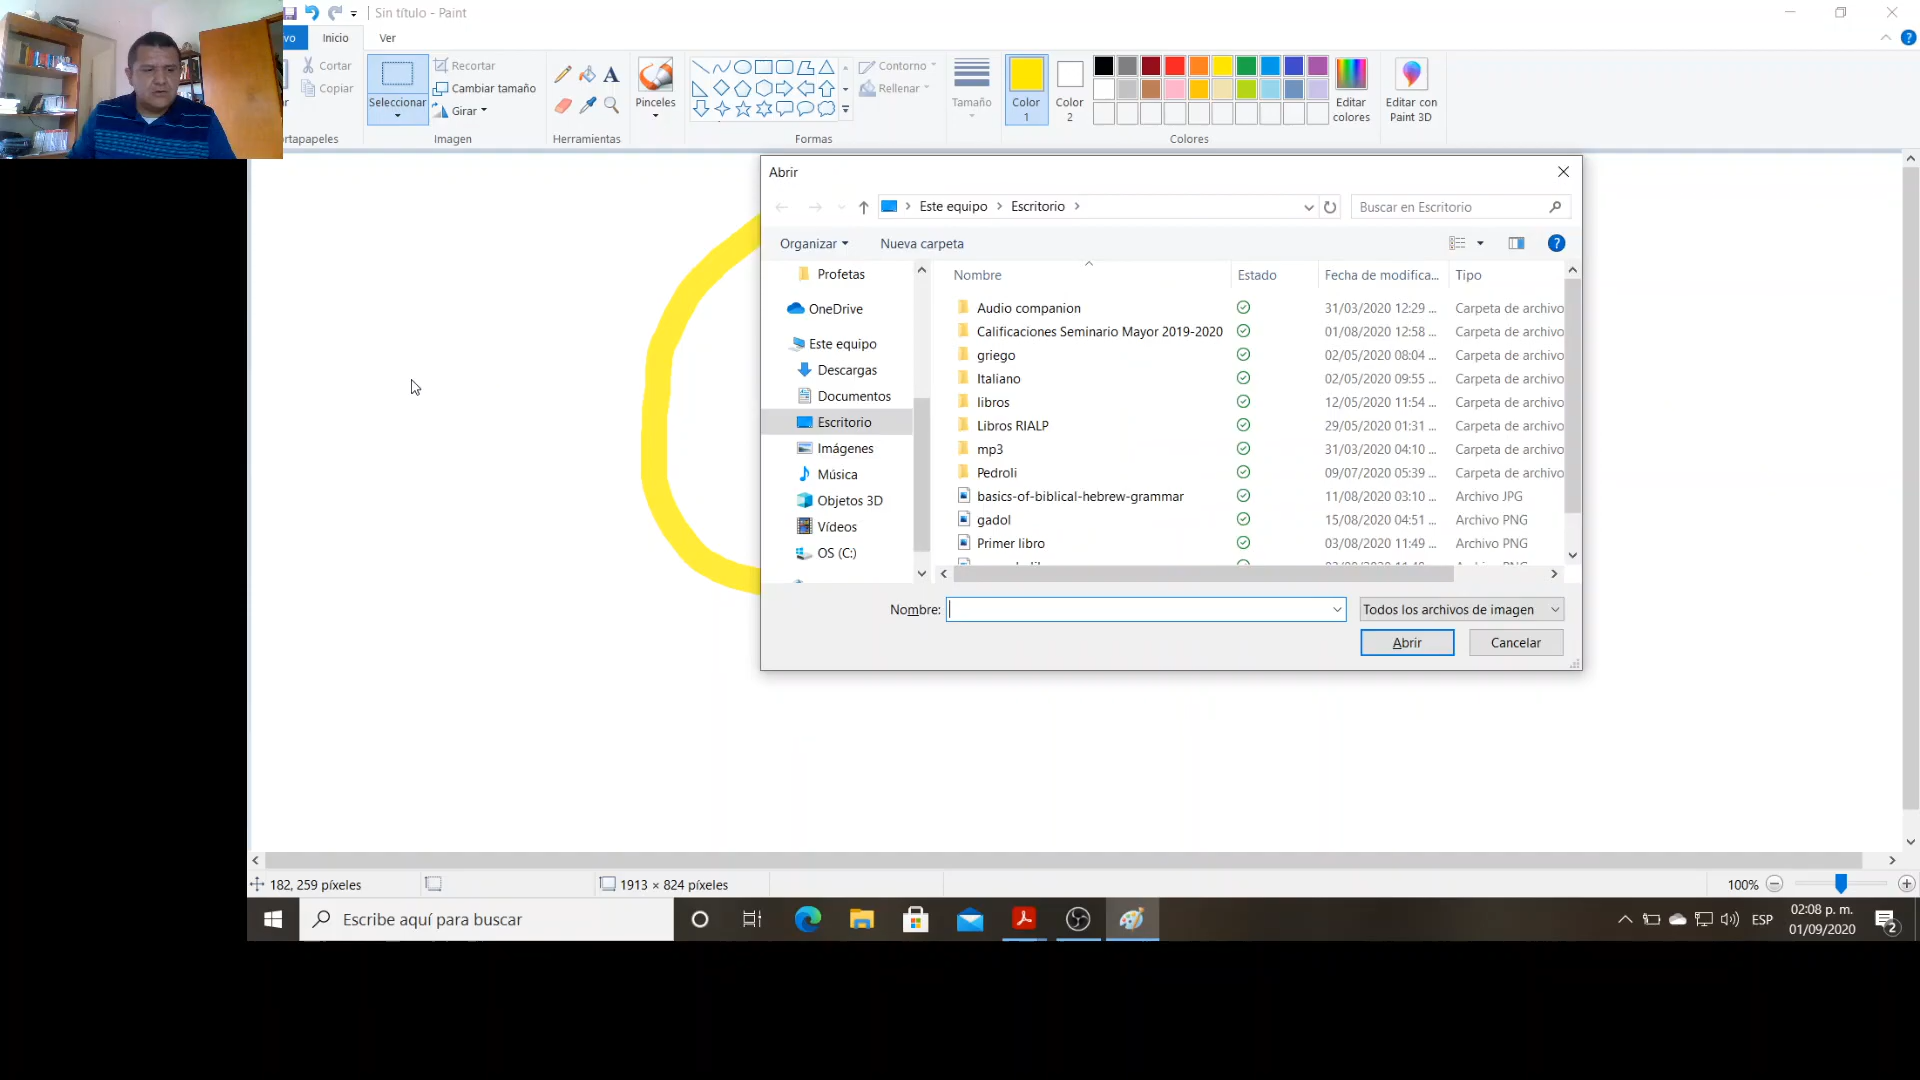 Sin título - Paint
vo
Inicio
Ver
Cortar
Copiar
ortapapeles
Seleccionar
Recortar
Cambiar tamaño
Girar
Imagen
Herramientas
Pinceles
Contorno
Rellenar
Formas
Tamaño
Color
1
Color
2
Editar
colores
Editar con
Paint 3D
Colores
Abrir
Este equipo
Escritorio
Buscar en Escritorio
Organizar
Nueva carpeta
Profetas
OneDrive
Este equipo
Descargas
Documentos
Escritorio
Imágenes
Música
Objetos 3D
Vídeos
OS (C:)
Nombre Estado Fecha de modifica... Tipo
Audio companion 31/03/2020 12:29 ... Carpeta de archivo
Calificaciones Seminario Mayor 2019-2020 01/08/2020 12:58 ... Carpeta de archivo
griego 02/05/2020 08:04 ... Carpeta de archivo
Italiano 02/05/2020 09:55 ... Carpeta de archivo
libros 12/05/2020 11:54 ... Carpeta de archivo
Libros RIALP 29/05/2020 01:31 ... Carpeta de archivo
mp3 31/03/2020 04:10 ... Carpeta de archivo
Pedroli 09/07/2020 05:39 ... Carpeta de archivo
basics-of-biblical-hebrew-grammar 11/08/2020 03:10 ... Archivo JPG
gadol 15/08/2020 04:51 ... Archivo PNG
Primer libro 03/08/2020 11:49 ... Archivo PNG
Nombre:
Todos los archivos de imagen
Abrir
Cancelar
182, 259 píxeles
1913 × 824 píxeles
100%
Escribe aquí para buscar
ESP
02:08 p. m.
01/09/2020
2